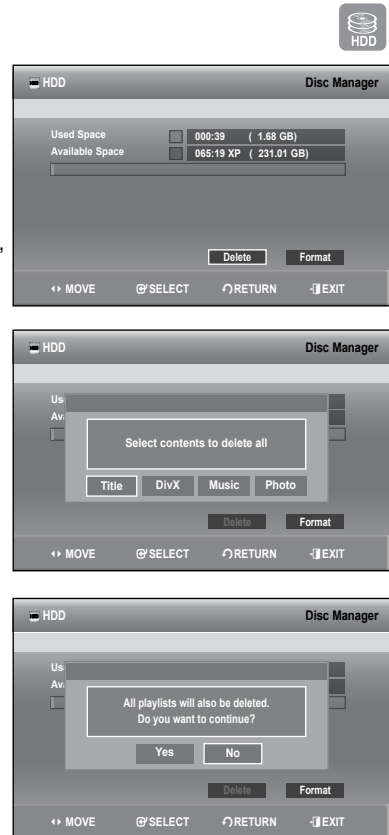 HDD
HDD Disc Manager
Used Space 000:39 ( 1.68 GB)
Available Space 065:19 XP ( 231.01 GB)
,
Delete Format
MOVE SELECT RETURN EXIT
HDD Disc Manager
Us
Ava
Select contents to delete all
Title DivX Music Photo
Delete Format
MOVE SELECT RETURN EXIT
HDD Disc Manager
Us
Ava
All playlists will also be deleted.
Do you want to continue?
Yes No
Delete Format
MOVE SELECT RETURN EXIT